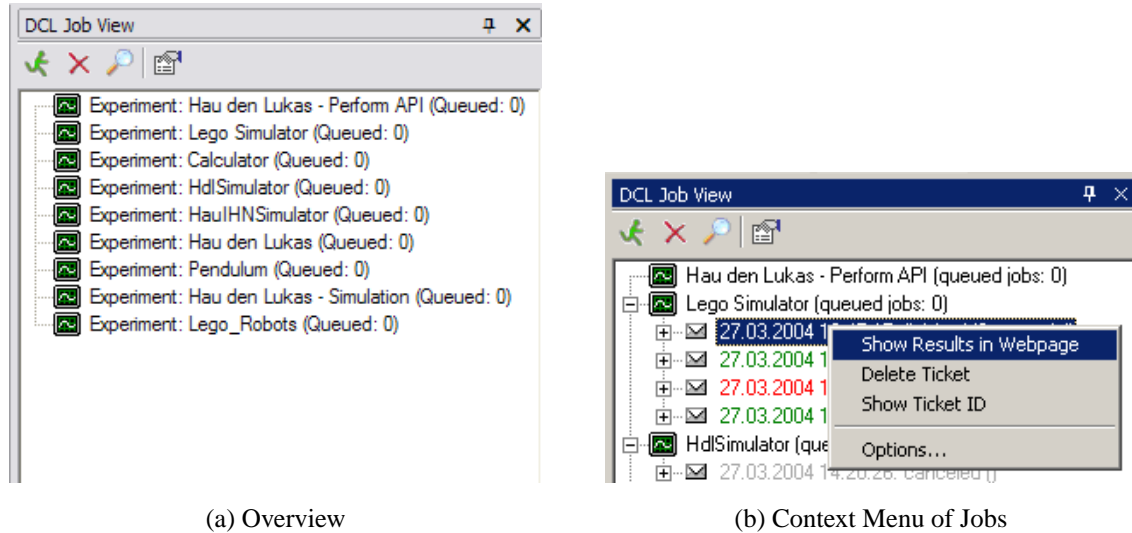 DCL Job View
Experiment: Hau den Lukas - Perform API (Queued: 0)
Experiment: Lego Simulator (Queued: 0)
Experiment: Calculator (Queued: 0)
Experiment: HdlSimulator (Queued: 0)
Experiment: HauIHNSimulator (Queued: 0)
Experiment: Hau den Lukas (Queued: 0)
Experiment: Pendulum (Queued: 0)
Experiment: Hau den Lukas - Simulation (Queued: 0)
Experiment: Lego_Robots (Queued: 0)
(a) Overview
DCL Job View
Hau den Lukas - Perform API (queued jobs: 0)
Lego Simulator (queued jobs: 0)
27.03.2004 1
27.03.2004 1
27.03.2004 1
27.03.2004 1
HdlSimulator (que
27.03.2004 14:20:26: canceled ()
Show Results in Webpage
Delete Ticket
Show Ticket ID
Options...
(b) Context Menu of Jobs